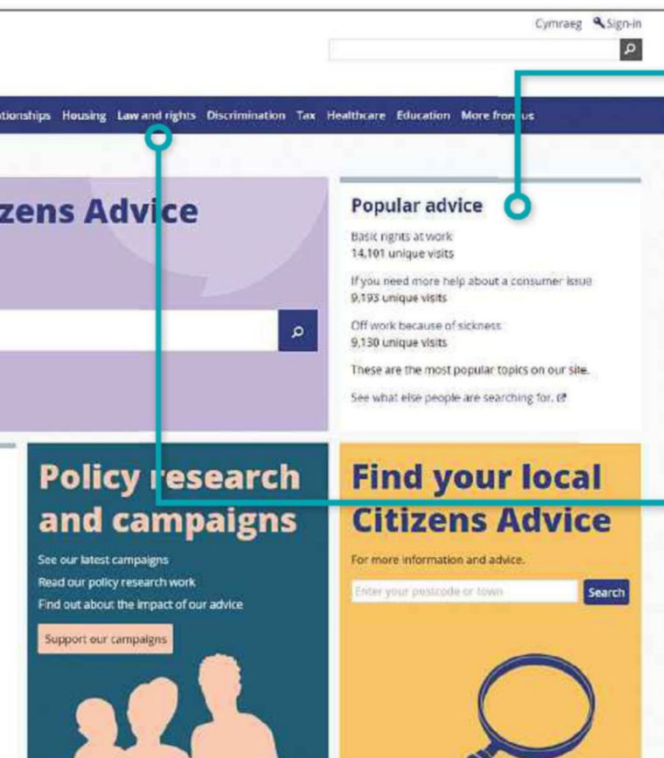 Cymraeg Sign-in
tionships Housing Law and rights Discrimination Tax Healthcare Education More from us
zens Advice
Popular advice
Basic rights at work
14,101 unique visits
If you need more help about a consumer issue
9,193 unique visits
Off work because of sickness
9,130 unique visits
These are the most popular topics on our site.
See what else people are searching for.
Policy research
and campaigns
See our latest campaigns
Read our policy research work
Find out about the impact of our advice
Support our campaigns
Find your local
Citizens Advice
For more information and advice.
Enter your postcode or town
Search